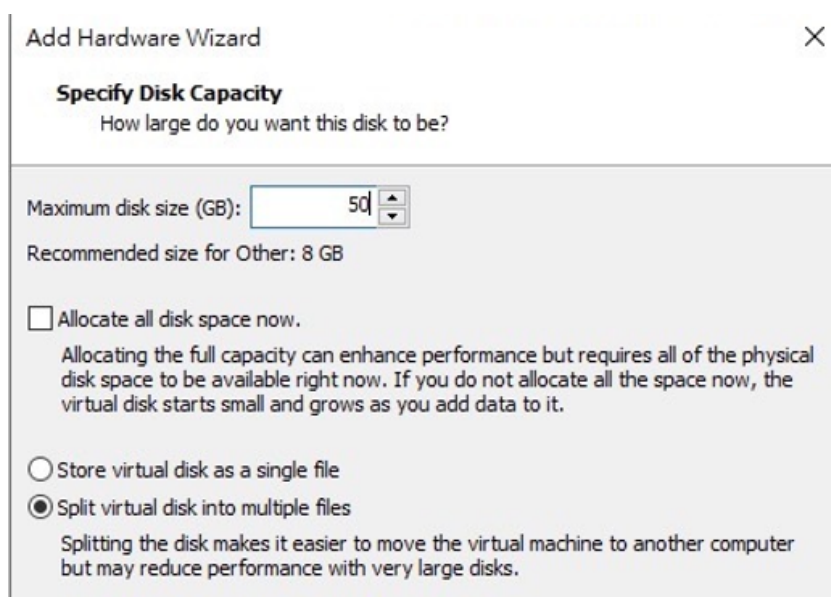 Add Hardware Wizard
Specify Disk Capacity
How large do you want this disk to be?
Maximum disk size (GB): 50
Recommended size for Other: 8 GB
Allocate all disk space now.
Allocating the full capacity can enhance performance but requires all of the physical
disk space to be available right now. If you do not allocate all the space now, the
virtual disk starts small and grows as you add data to it.
Store virtual disk as a single file
Split virtual disk into multiple files
Splitting the disk makes it easier to move the virtual machine to another computer
but may reduce performance with very large disks.